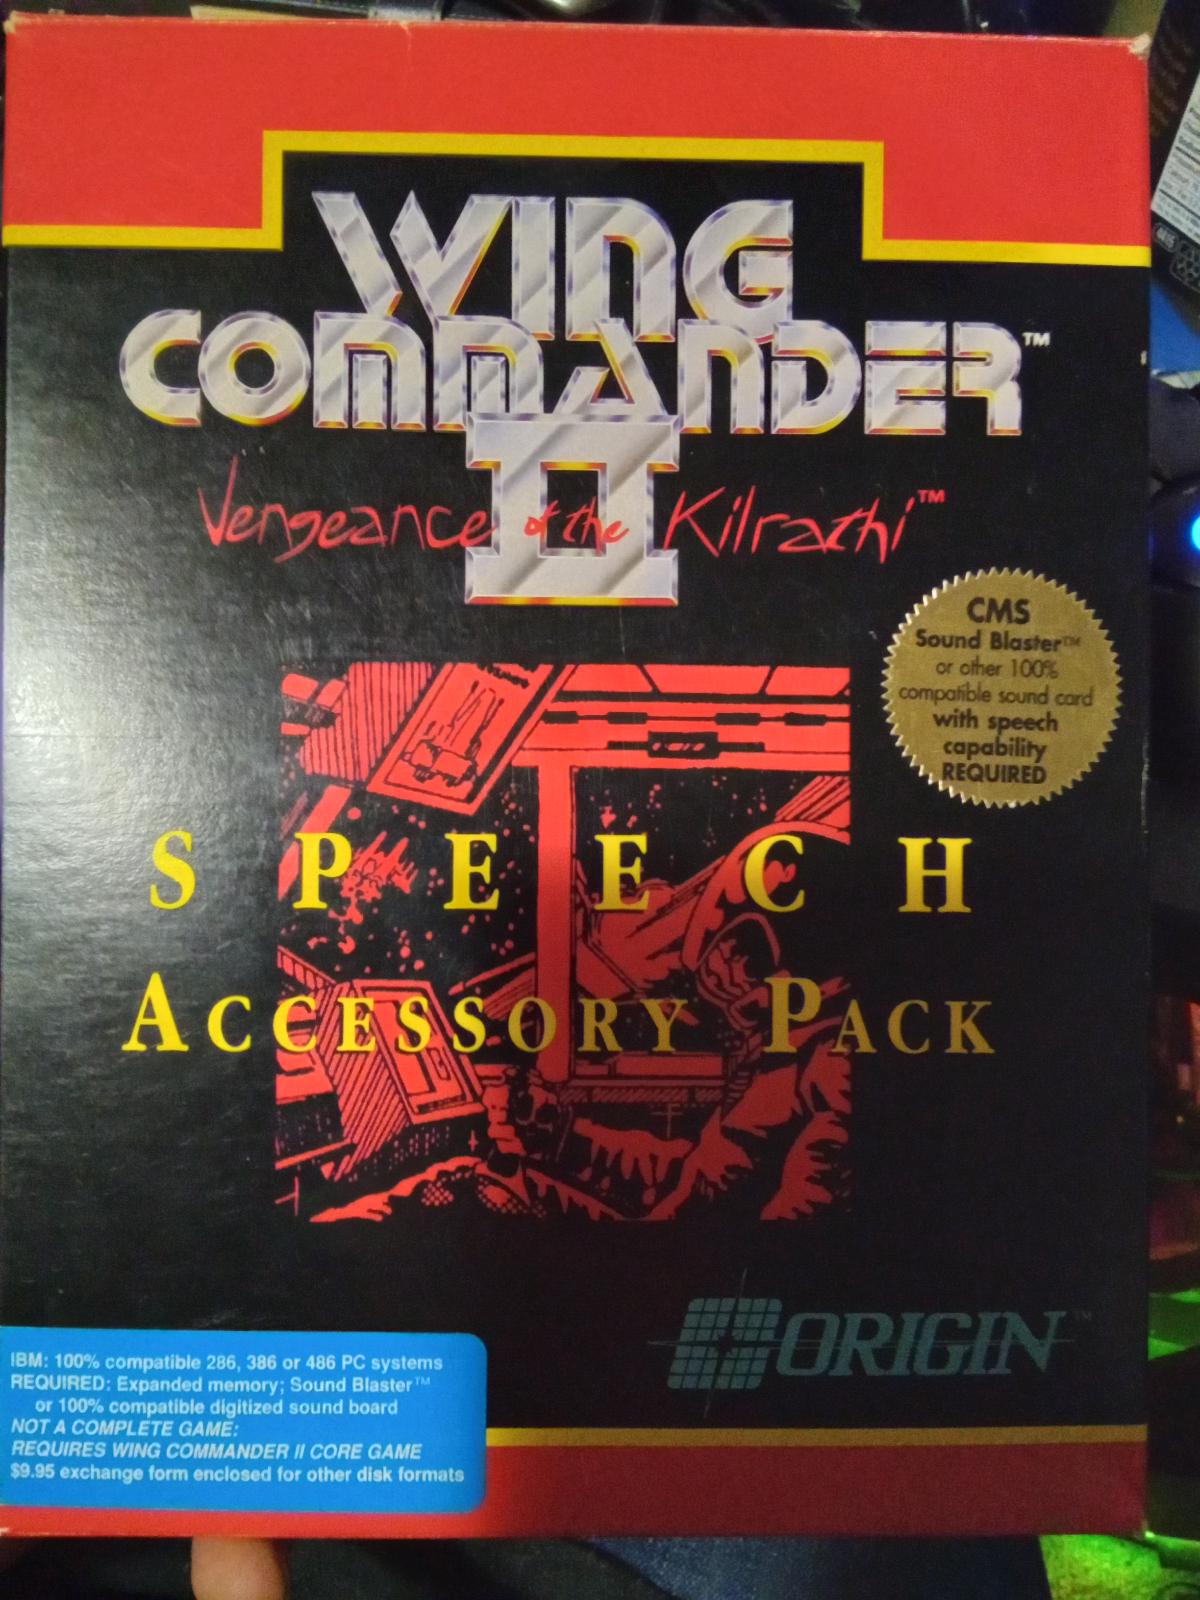 WING
COMMANDER™
II
Vengeance of the Kilrathi™
CMS
Sound Blaster™
or other 100%
compatible sound card
with speech
capability
REQUIRED
SPEECH
ACCESSORY PACK
ORIGIN™
IBM: 100% compatible 286, 386 or 486 PC systems
REQUIRED: Expanded memory; Sound Blaster™
or 100% compatible digitized sound board
NOT A COMPLETE GAME:
REQUIRES WING COMMANDER II CORE GAME
$9.95 exchange form enclosed for other disk formats